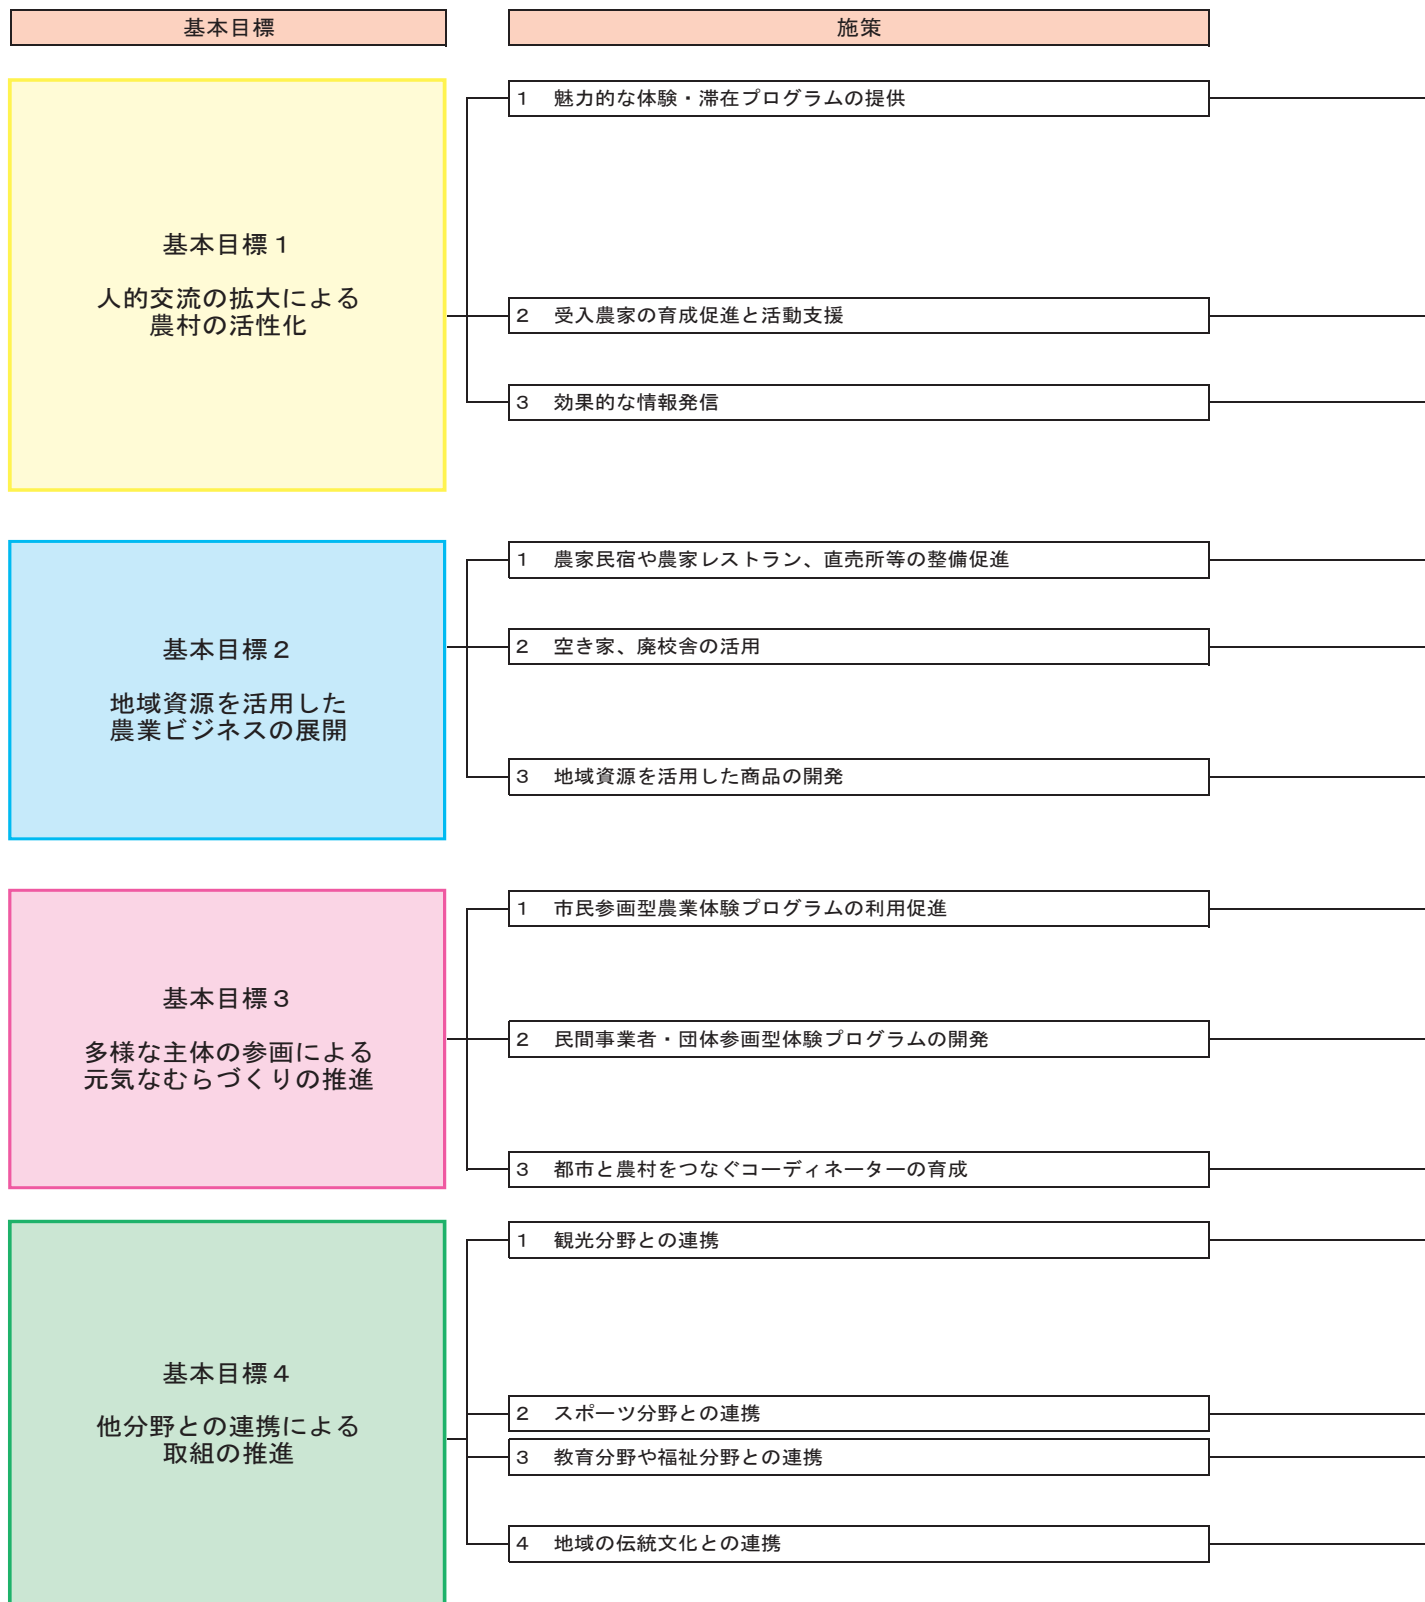 基本目標
施策
基本目標１
人的交流の拡大による
農村の活性化
１　魅力的な体験・滞在プログラムの提供
２　受入農家の育成促進と活動支援
３　効果的な情報発信
基本目標２
地域資源を活用した
農業ビジネスの展開
１　農家民宿や農家レストラン、直売所等の整備促進
２　空き家、廃校舎の活用
３　地域資源を活用した商品の開発
基本目標３
多様な主体の参画による
元気なむらづくりの推進
１　市民参画型農業体験プログラムの利用促進
２　民間事業者・団体参画型体験プログラムの開発
３　都市と農村をつなぐコーディネーターの育成
基本目標４
他分野との連携による
取組の推進
１　観光分野との連携
２　スポーツ分野との連携
３　教育分野や福祉分野との連携
４　地域の伝統文化との連携